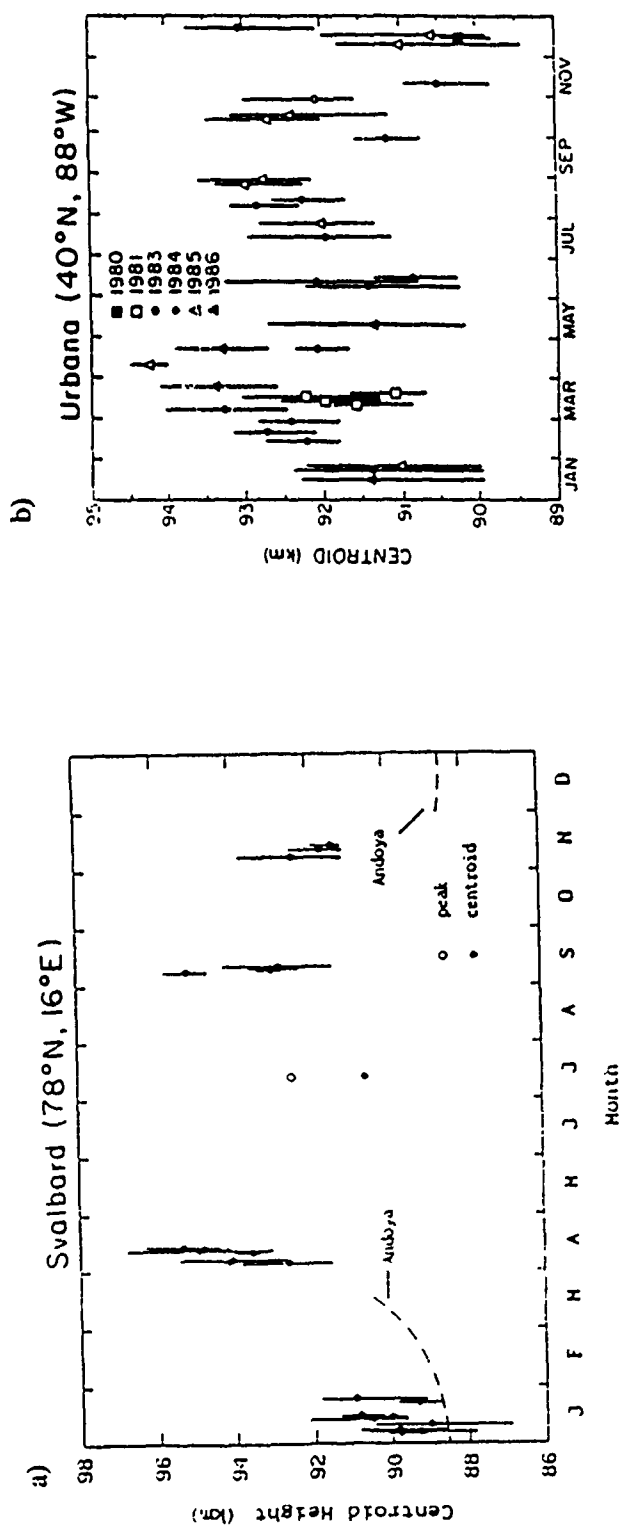 a)
Svalbard (78°N, 16°E)
Centroid Height (km)
98
96
94
92
90
88
86
Andoya
Andoya
peak
centroid
J F M A M J J A S O N D
Month
b)
Urbana (40°N, 88°W)
CENTROID (km)
95
94
93
92
91
90
89
1980
1981
1983
1984
1985
1986
JAN MAR MAY JUL SEP NOV